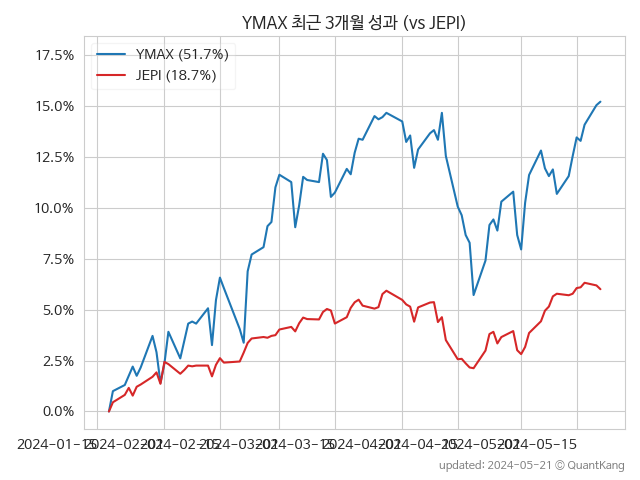 YMAX 최근 3개월 성과 (vs JEPI)
YMAX (51.7%)
JEPI (18.7%)
17.5%
15.0%
12.5%
10.0%
7.5%
5.0%
2.5%
0.0%
2024-01-15 2024-02-01 2024-02-15 2024-03-01 2024-03-15 2024-04-01 2024-04-15 2024-05-01 2024-05-15
updated: 2024-05-21 © QuantKang